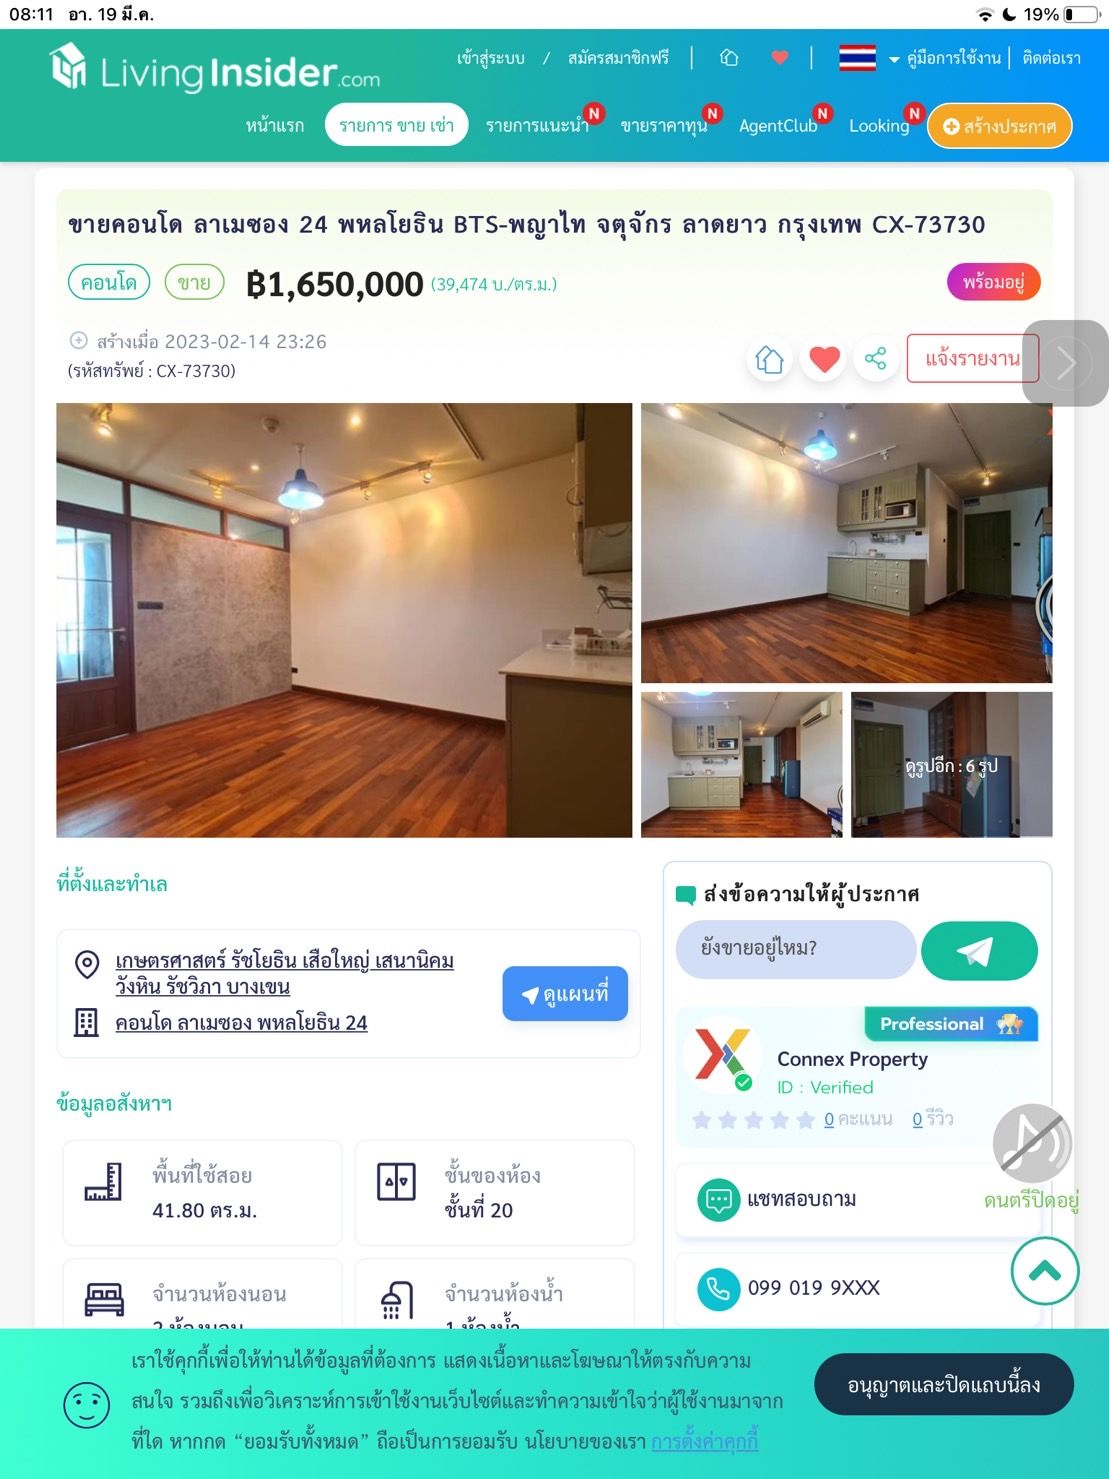 08:11 อา. 19 มี.ค.
19%
LivingInsider.com
เข้าสู่ระบบ / สมัครสมาชิกฟรี
คู่มือการใช้งาน
ติดต่อเรา
หน้าแรก
รายการ ขาย เช่า
รายการแนะนำ N
ขายราคาทุน N
AgentClub N
Looking N
สร้างประกาศ
ขายคอนโด ลาเมซอง 24 พหลโยธิน BTS-พญาไท จตุจักร ลาดยาว กรุงเทพ CX-73730
คอนโด
ขาย
฿1,650,000 (39,474 บ./ตร.ม.)
พร้อมอยู่
สร้างเมื่อ 2023-02-14 23:26
(รหัสทรัพย์ : CX-73730)
แจ้งรายงาน
ดูรูปอีก : 6 รูป
ที่ตั้งและทำเล
เกษตรศาสตร์ รัชโยธิน เสือใหญ่ เสนานิคม
วังหิน รัชวิภา บางเขน
คอนโด ลาเมซอง พหลโยธิน 24
ดูแผนที่
ข้อมูลอสังหาฯ
พื้นที่ใช้สอย
41.80 ตร.ม.
ชั้นของห้อง
ชั้นที่ 20
จำนวนห้องนอน
2 ห้องนอน
จำนวนห้องน้ำ
1 ห้องน้ำ
ส่งข้อความให้ผู้ประกาศ
ยังขายอยู่ไหม?
Professional
Connex Property
ID : Verified
0 คะแนน 0 รีวิว
แชทสอบถาม
ดนตรีปิดอยู่
099 019 9XXX
เราใช้คุกกี้เพื่อให้ท่านได้ข้อมูลที่ต้องการ แสดงเนื้อหาและโฆษณาให้ตรงกับความ
สนใจ รวมถึงเพื่อวิเคราะห์การเข้าใช้งานเว็บไซต์และทำความเข้าใจว่าผู้ใช้งานมาจาก
ที่ใด หากกด “ยอมรับทั้งหมด” ถือเป็นการยอมรับ นโยบายของเรา การตั้งค่าคุกกี้
อนุญาตและปิดแถบนี้ลง